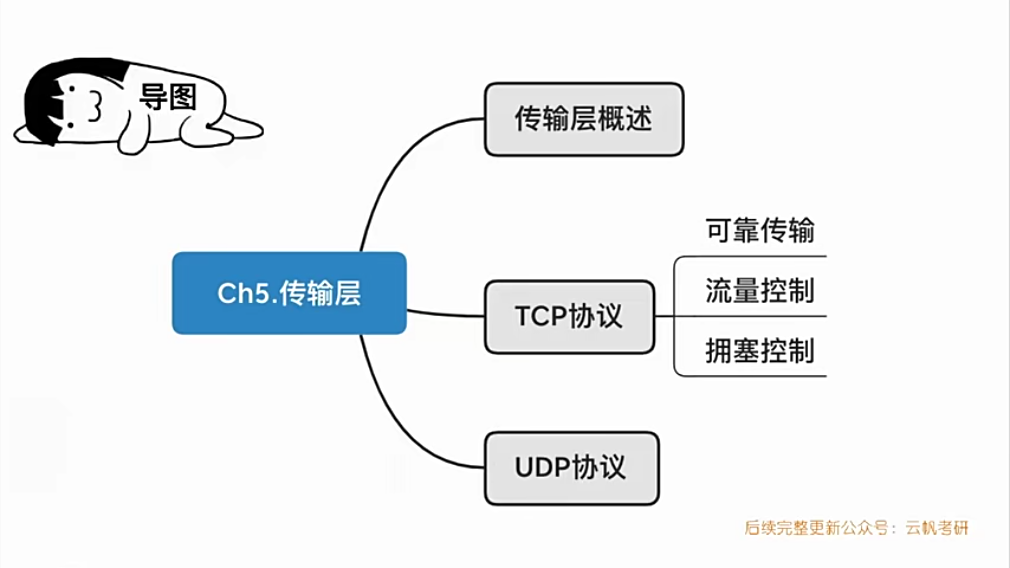 导图
传输层概述
Ch5.传输层
TCP协议
可靠传输
流量控制
拥塞控制
UDP协议
后续完整更新公众号：云帆考研